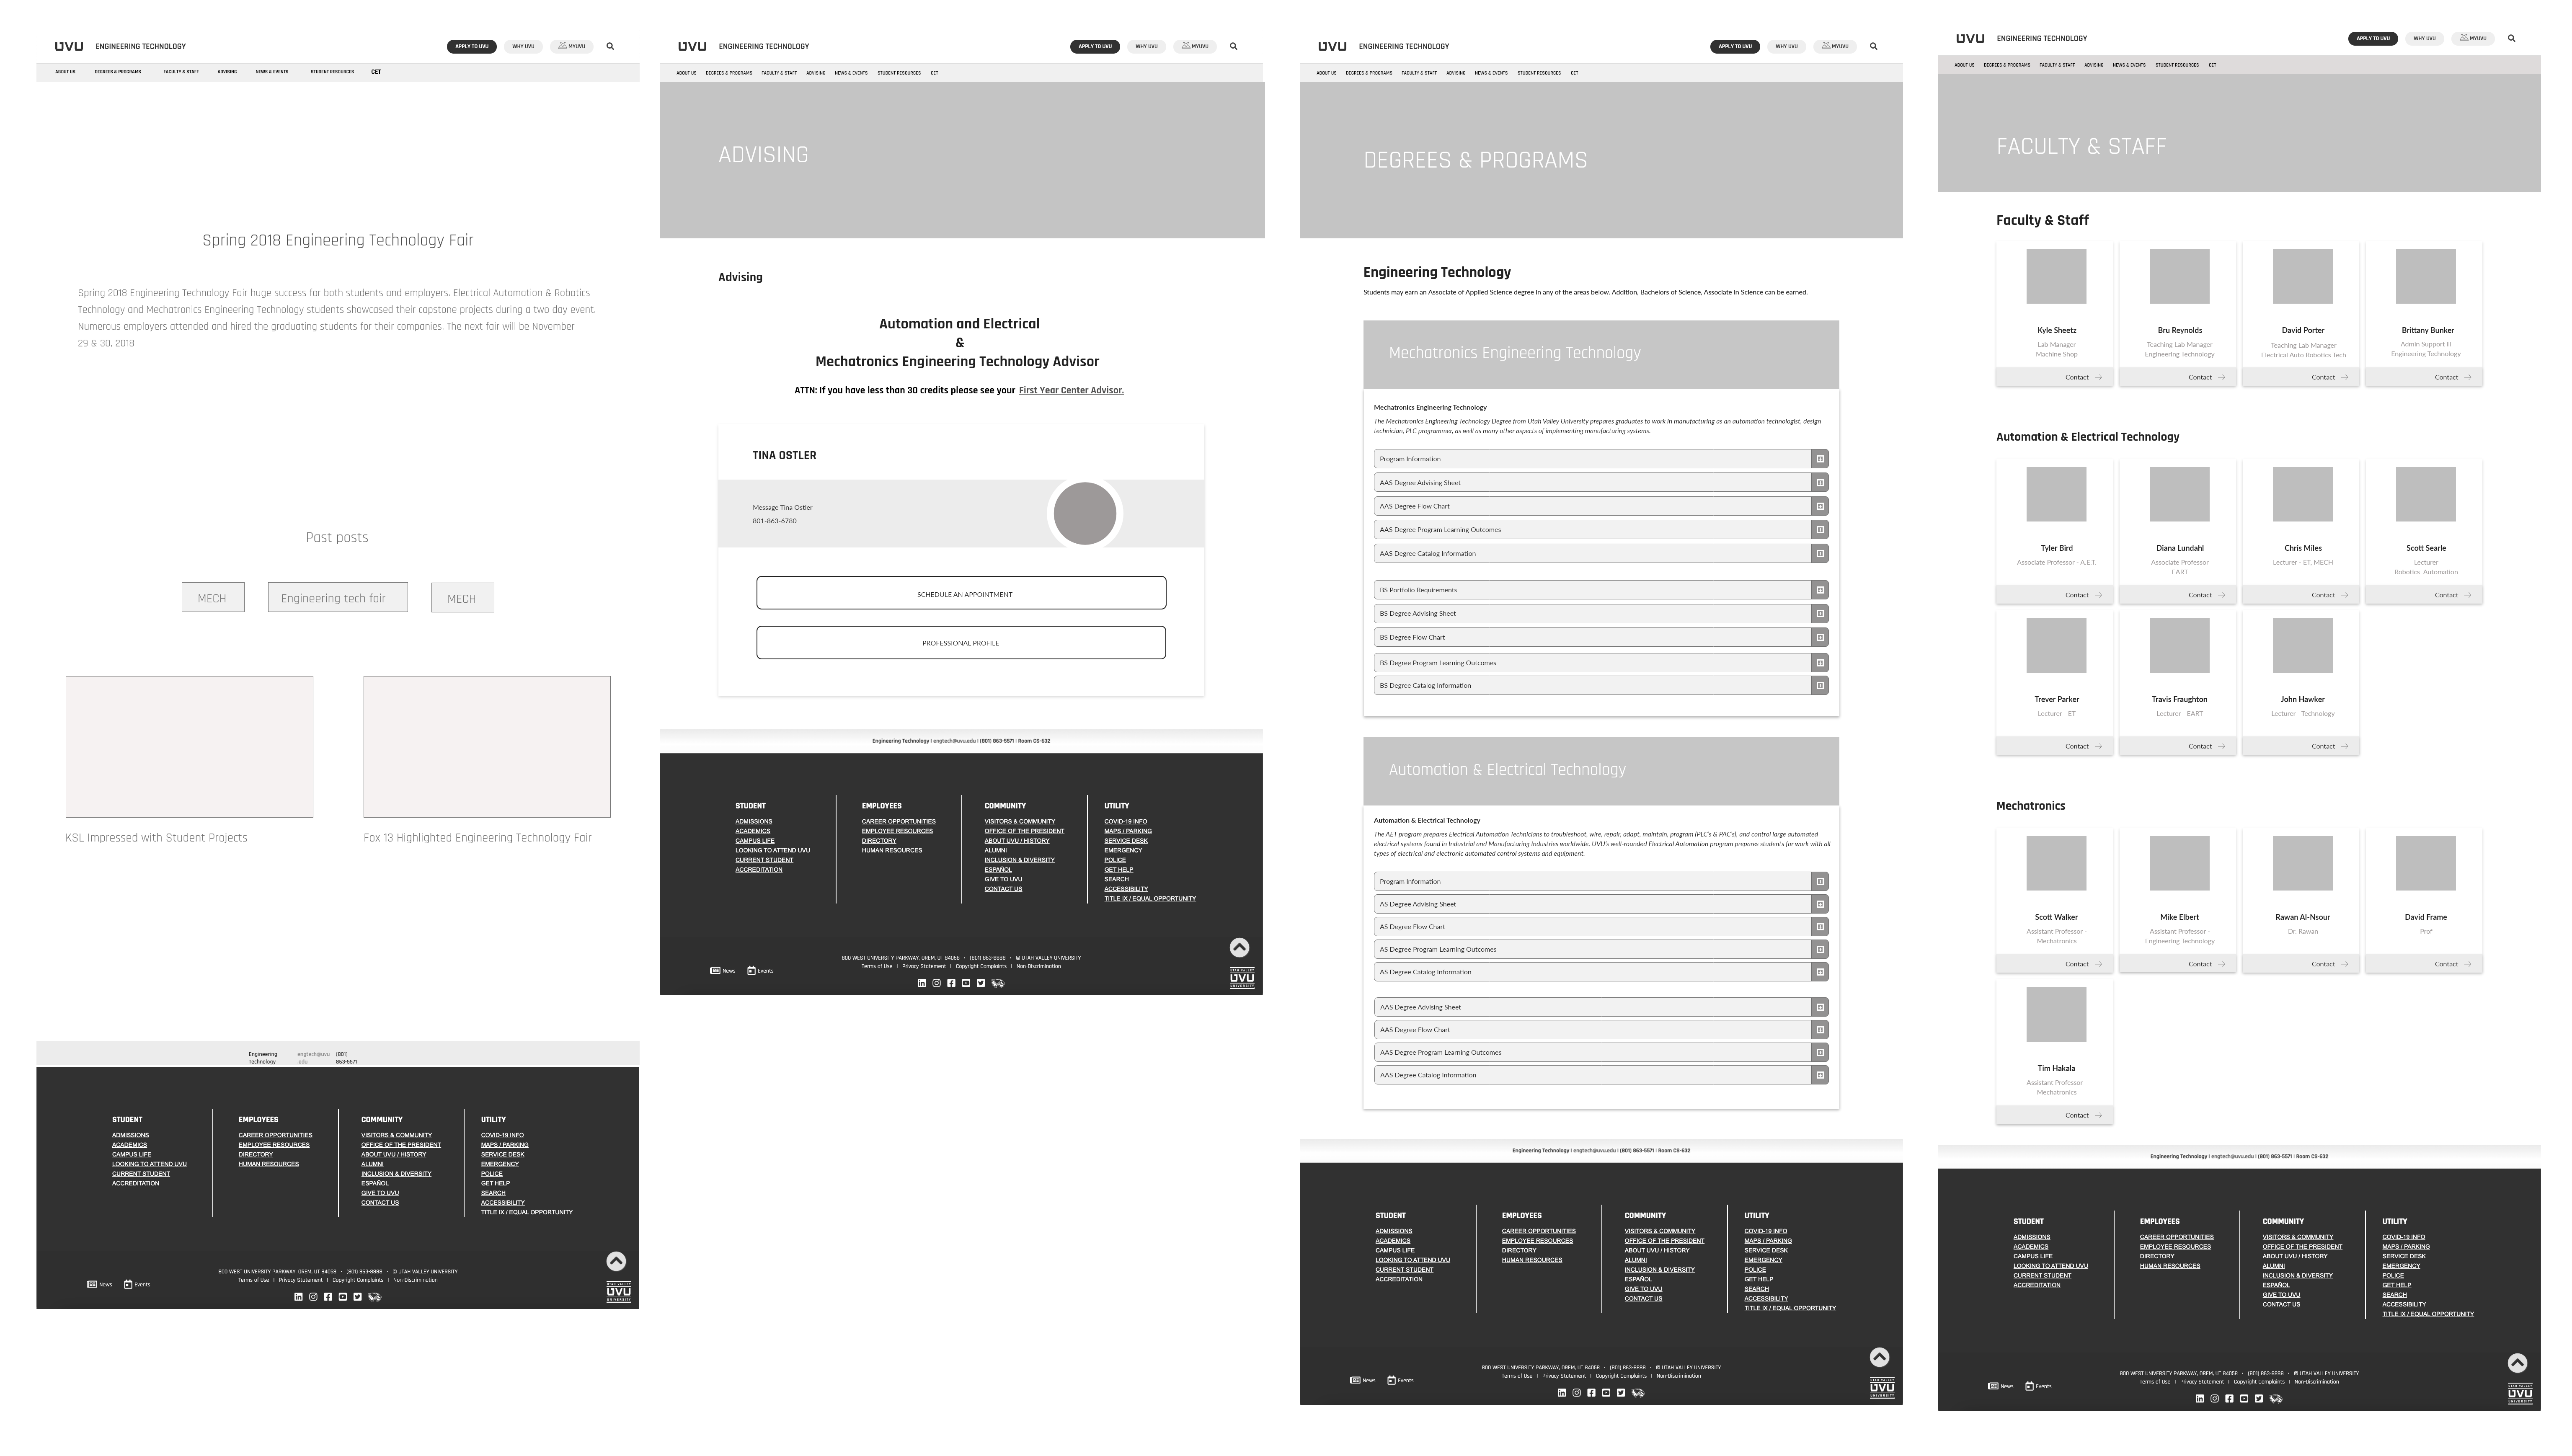 UVU ENGINEERING TECHNOLOGY APPLY TO UVU WHY UVU MYUVU
ABOUT US DEGREES & PROGRAMS FACULTY & STAFF ADVISING NEWS & EVENTS STUDENT RESOURCES CET
Spring 2018 Engineering Technology Fair
Spring 2018 Engineering Technology Fair huge success for both students and employers. Electrical Automation & Robotics
Technology and Mechatronics Engineering Technology students showcased their capstone projects during a two day event.
Numerous employers attended and hired the graduating students for their companies. The next fair will be November
29 & 30, 2018
Past posts
MECH
Engineering tech fair
MECH
KSL Impressed with Student Projects
Fox 13 Highlighted Engineering Technology Fair
Engineering engtech@uvu (801)
Technology .edu 863-5571
STUDENT
ADMISSIONS
ACADEMICS
CAMPUS LIFE
LOOKING TO ATTEND UVU
CURRENT STUDENT
ACCREDITATION
EMPLOYEES
CAREER OPPORTUNITIES
EMPLOYEE RESOURCES
DIRECTORY
HUMAN RESOURCES
COMMUNITY
VISITORS & COMMUNITY
OFFICE OF THE PRESIDENT
ABOUT UVU / HISTORY
ALUMNI
INCLUSION & DIVERSITY
ESPAÑOL
GIVE TO UVU
CONTACT US
UTILITY
COVID-19 INFO
MAPS / PARKING
SERVICE DESK
EMERGENCY
POLICE
GET HELP
SEARCH
ACCESSIBILITY
TITLE IX / EQUAL OPPORTUNITY
News Events
800 WEST UNIVERSITY PARKWAY, OREM, UT 84058 • (801) 863-8888 • © UTAH VALLEY UNIVERSITY
Terms of Use | Privacy Statement | Copyright Complaints | Non-Discrimination
UTAH VALLEY
UVU
UNIVERSITY
UVU ENGINEERING TECHNOLOGY APPLY TO UVU WHY UVU MYUVU
ABOUT US DEGREES & PROGRAMS FACULTY & STAFF ADVISING NEWS & EVENTS STUDENT RESOURCES CET
ADVISING
Advising
Automation and Electrical
&
Mechatronics Engineering Technology Advisor
ATTN: If you have less than 30 credits please see your First Year Center Advisor.
TINA OSTLER
Message Tina Ostler
801-863-6780
SCHEDULE AN APPOINTMENT
PROFESSIONAL PROFILE
Engineering Technology | engtech@uvu.edu | (801) 863-5571 | Room CS-632
STUDENT
ADMISSIONS
ACADEMICS
CAMPUS LIFE
LOOKING TO ATTEND UVU
CURRENT STUDENT
ACCREDITATION
EMPLOYEES
CAREER OPPORTUNITIES
EMPLOYEE RESOURCES
DIRECTORY
HUMAN RESOURCES
COMMUNITY
VISITORS & COMMUNITY
OFFICE OF THE PRESIDENT
ABOUT UVU / HISTORY
ALUMNI
INCLUSION & DIVERSITY
ESPAÑOL
GIVE TO UVU
CONTACT US
UTILITY
COVID-19 INFO
MAPS / PARKING
SERVICE DESK
EMERGENCY
POLICE
GET HELP
SEARCH
ACCESSIBILITY
TITLE IX / EQUAL OPPORTUNITY
News Events
800 WEST UNIVERSITY PARKWAY, OREM, UT 84058 • (801) 863-8888 • © UTAH VALLEY UNIVERSITY
Terms of Use | Privacy Statement | Copyright Complaints | Non-Discrimination
UTAH VALLEY
UVU
UNIVERSITY
UVU ENGINEERING TECHNOLOGY APPLY TO UVU WHY UVU MYUVU
ABOUT US DEGREES & PROGRAMS FACULTY & STAFF ADVISING NEWS & EVENTS STUDENT RESOURCES CET
DEGREES & PROGRAMS
Engineering Technology
Students may earn an Associate of Applied Science degree in any of the areas below. Addition, Bachelors of Science, Associate in Science can be earned.
Mechatronics Engineering Technology
Mechatronics Engineering Technology
The Mechatronics Engineering Technology Degree from Utah Valley University prepares graduates to work in manufacturing as an automation technologist, design
technician, PLC programmer, as well as many other aspects of implementing manufacturing systems.
Program Information
AAS Degree Advising Sheet
AAS Degree Flow Chart
AAS Degree Program Learning Outcomes
AAS Degree Catalog Information
BS Portfolio Requirements
BS Degree Advising Sheet
BS Degree Flow Chart
BS Degree Program Learning Outcomes
BS Degree Catalog Information
Automation & Electrical Technology
Automation & Electrical Technology
The AET program prepares Electrical Automation Technicians to troubleshoot, wire, repair, adapt, maintain, program (PLC's & PAC's), and control large automated
electrical systems found in Industrial and Manufacturing Industries worldwide. UVU's well-rounded Electrical Automation program prepares students for work with all
types of electrical and electronic automated control systems and equipment.
Program Information
AS Degree Advising Sheet
AS Degree Flow Chart
AS Degree Program Learning Outcomes
AS Degree Catalog Information
AAS Degree Advising Sheet
AAS Degree Flow Chart
AAS Degree Program Learning Outcomes
AAS Degree Catalog Information
Engineering Technology | engtech@uvu.edu | (801) 863-5571 | Room CS-632
STUDENT
ADMISSIONS
ACADEMICS
CAMPUS LIFE
LOOKING TO ATTEND UVU
CURRENT STUDENT
ACCREDITATION
EMPLOYEES
CAREER OPPORTUNITIES
EMPLOYEE RESOURCES
DIRECTORY
HUMAN RESOURCES
COMMUNITY
VISITORS & COMMUNITY
OFFICE OF THE PRESIDENT
ABOUT UVU / HISTORY
ALUMNI
INCLUSION & DIVERSITY
ESPAÑOL
GIVE TO UVU
CONTACT US
UTILITY
COVID-19 INFO
MAPS / PARKING
SERVICE DESK
EMERGENCY
POLICE
GET HELP
SEARCH
ACCESSIBILITY
TITLE IX / EQUAL OPPORTUNITY
News Events
800 WEST UNIVERSITY PARKWAY, OREM, UT 84058 • (801) 863-8888 • © UTAH VALLEY UNIVERSITY
Terms of Use | Privacy Statement | Copyright Complaints | Non-Discrimination
UTAH VALLEY
UVU
UNIVERSITY
UVU ENGINEERING TECHNOLOGY APPLY TO UVU WHY UVU MYUVU
ABOUT US DEGREES & PROGRAMS FACULTY & STAFF ADVISING NEWS & EVENTS STUDENT RESOURCES CET
FACULTY & STAFF
Faculty & Staff
Kyle Sheetz
Lab Manager
Machine Shop
Contact
Bru Reynolds
Teaching Lab Manager
Engineering Technology
Contact
David Porter
Teaching Lab Manager
Electrical Auto Robotics Tech
Contact
Brittany Bunker
Admin Support III
Engineering Technology
Contact
Automation & Electrical Technology
Tyler Bird
Associate Professor - A.E.T.
Contact
Diana Lundahl
Associate Professor
EART
Contact
Chris Miles
Lecturer - ET, MECH
Contact
Scott Searle
Lecturer
Robotics Automation
Contact
Trever Parker
Lecturer - ET
Contact
Travis Fraughton
Lecturer - EART
Contact
John Hawker
Lecturer - Technology
Contact
Mechatronics
Scott Walker
Assistant Professor -
Mechatronics
Contact
Mike Elbert
Assistant Professor -
Engineering Technotogy
Contact
Rawan Al-Nsour
Dr. Rawan
Contact
David Frame
Prof
Contact
Tim Hakala
Assistant Professor -
Mechatronics
Contact
Engineering Technology | engtech@uvu.edu | (801) 863-5571 | Room CS-632
STUDENT
ADMISSIONS
ACADEMICS
CAMPUS LIFE
LOOKING TO ATTEND UVU
CURRENT STUDENT
ACCREDITATION
EMPLOYEES
CAREER OPPORTUNITIES
EMPLOYEE RESOURCES
DIRECTORY
HUMAN RESOURCES
COMMUNITY
VISITORS & COMMUNITY
OFFICE OF THE PRESIDENT
ABOUT UVU / HISTORY
ALUMNI
INCLUSION & DIVERSITY
ESPAÑOL
GIVE TO UVU
CONTACT US
UTILITY
COVID-19 INFO
MAPS / PARKING
SERVICE DESK
EMERGENCY
POLICE
GET HELP
SEARCH
ACCESSIBILITY
TITLE IX / EQUAL OPPORTUNITY
News Events
800 WEST UNIVERSITY PARKWAY, OREM, UT 84058 • (801) 863-8888 • © UTAH VALLEY UNIVERSITY
Terms of Use | Privacy Statement | Copyright Complaints | Non-Discrimination
UTAH VALLEY
UVU
UNIVERSITY